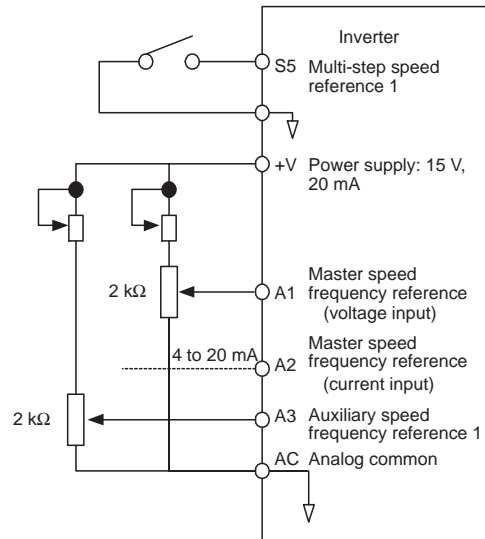 Inverter
S5 Multi-step speed
reference 1
+V Power supply: 15 V,
20 mA
2 kΩ
A1 Master speed
frequency reference
(voltage input)
4 to 20 mA
A2 Master speed
frequency reference
(current input)
2 kΩ
A3 Auxiliary speed
frequency reference 1
AC Analog common